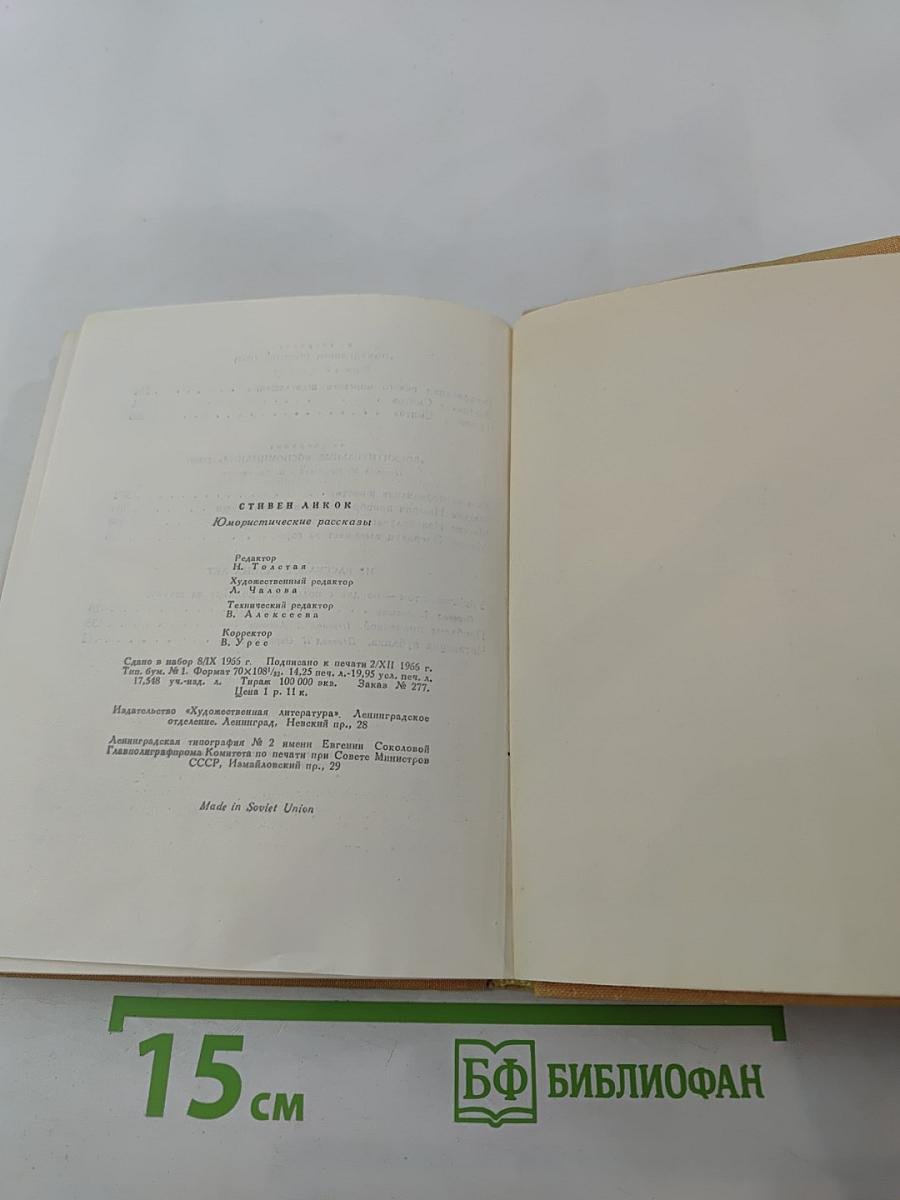 СТИВЕН ЛИКОК
Юмористические рассказы
Редактор
Н. Толстая
Художественный редактор
Л. Чалова
Технический редактор
В. Алексеева
Корректор
В. Урес
Сдано в набор 8/IX 1966 г. Подписано к печати 2/XII 1966 г.
Тип. бум. № 1. Формат 70×108¹/₃₂. 14,25 печ. л.-19,95 усл. печ. л.
17,548 уч.-изд. л. Тираж 100 000 экз. Заказ № 277.
Цена 1 р. 11 к.
Издательство «Художественная литература». Ленинградское
отделение. Ленинград, Невский пр., 28
Ленинградская типография № 2 имени Евгении Соколовой
Главполиграфпрома Комитета по печати при Совете Министров
СССР, Измайловский пр., 29
Made in Soviet Union
15 см
БФ БИБЛИОФАН